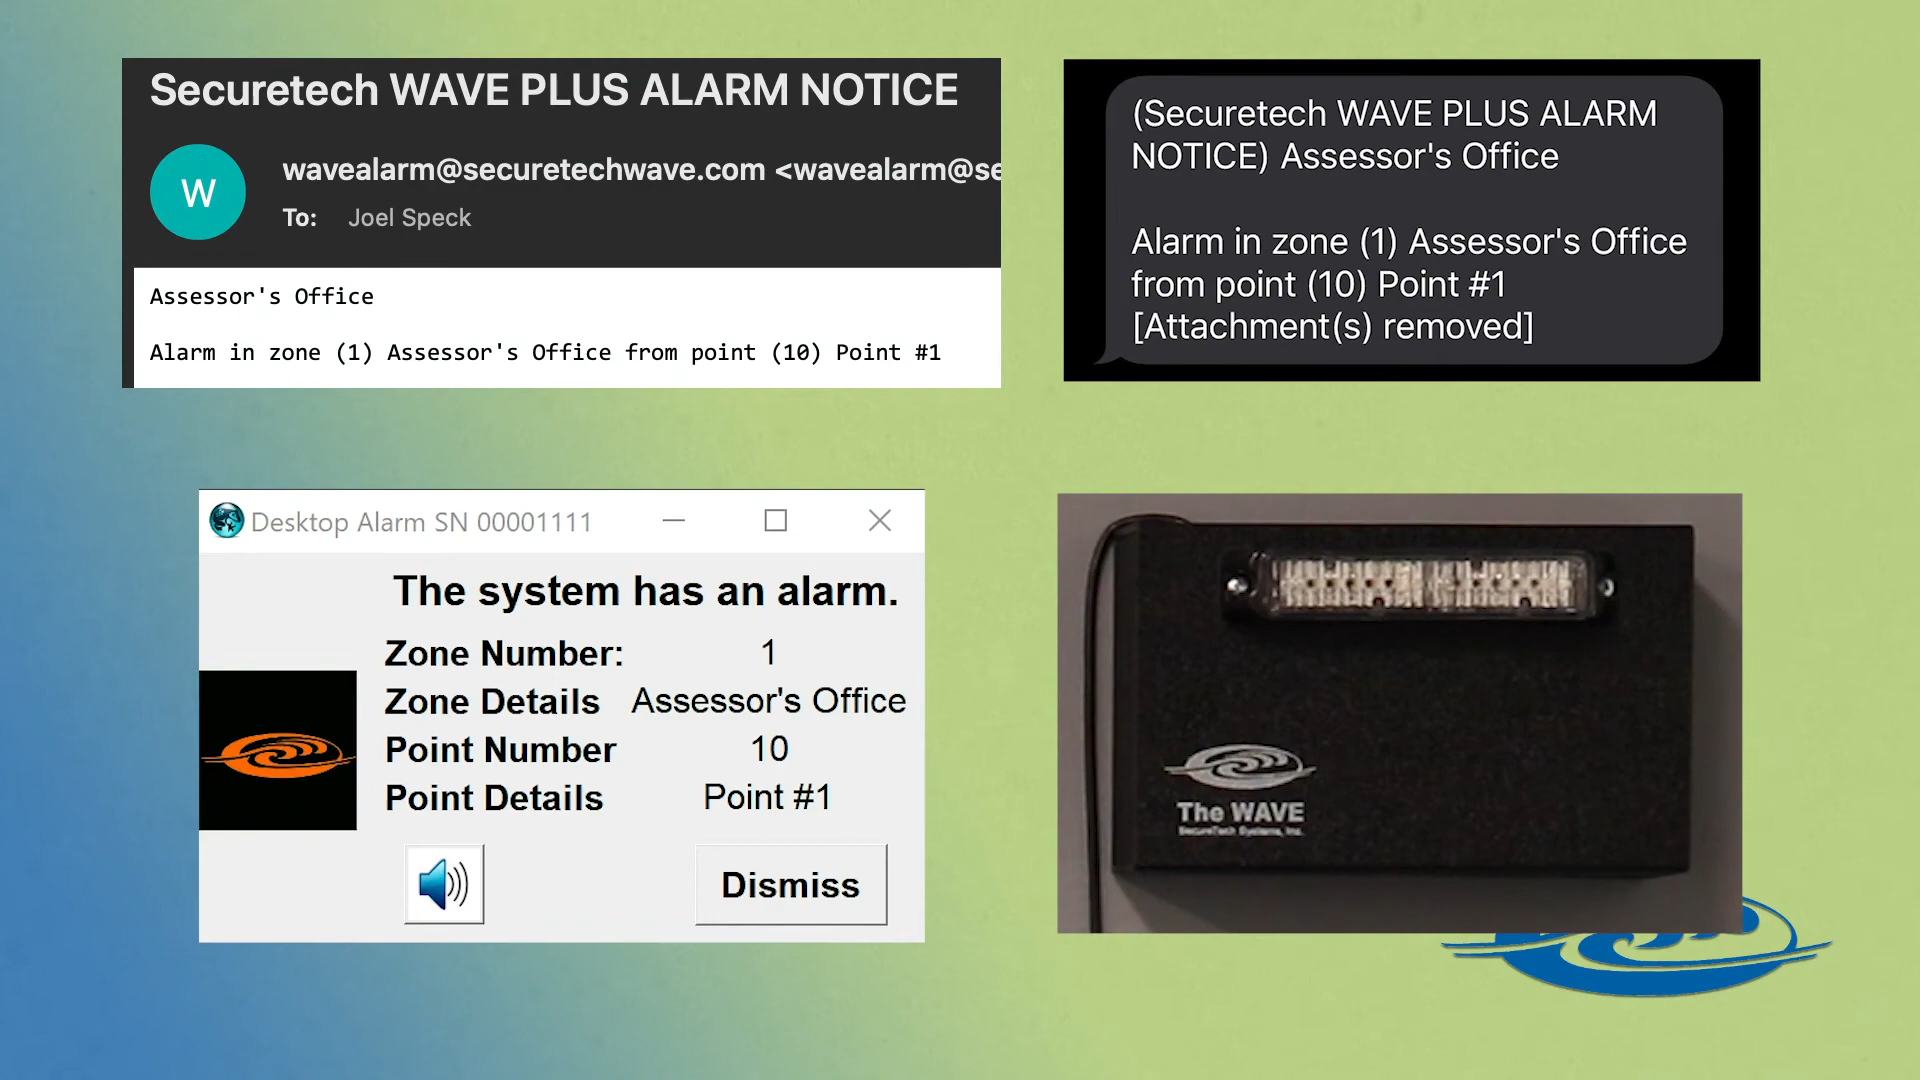 Securetech WAVE PLUS ALARM NOTICE
W
wavealarm@securetechwave.com <wavealarm@se
To: Joel Speck
Assessor's Office
Alarm in zone (1) Assessor's Office from point (10) Point #1
(Securetech WAVE PLUS ALARM
NOTICE) Assessor's Office
Alarm in zone (1) Assessor's Office
from point (10) Point #1
[Attachment(s) removed]
Desktop Alarm SN 00001111
The system has an alarm.
Zone Number: 1
Zone Details Assessor's Office
Point Number 10
Point Details Point #1
Dismiss
The WAVE
SecureTech Systems, Inc.